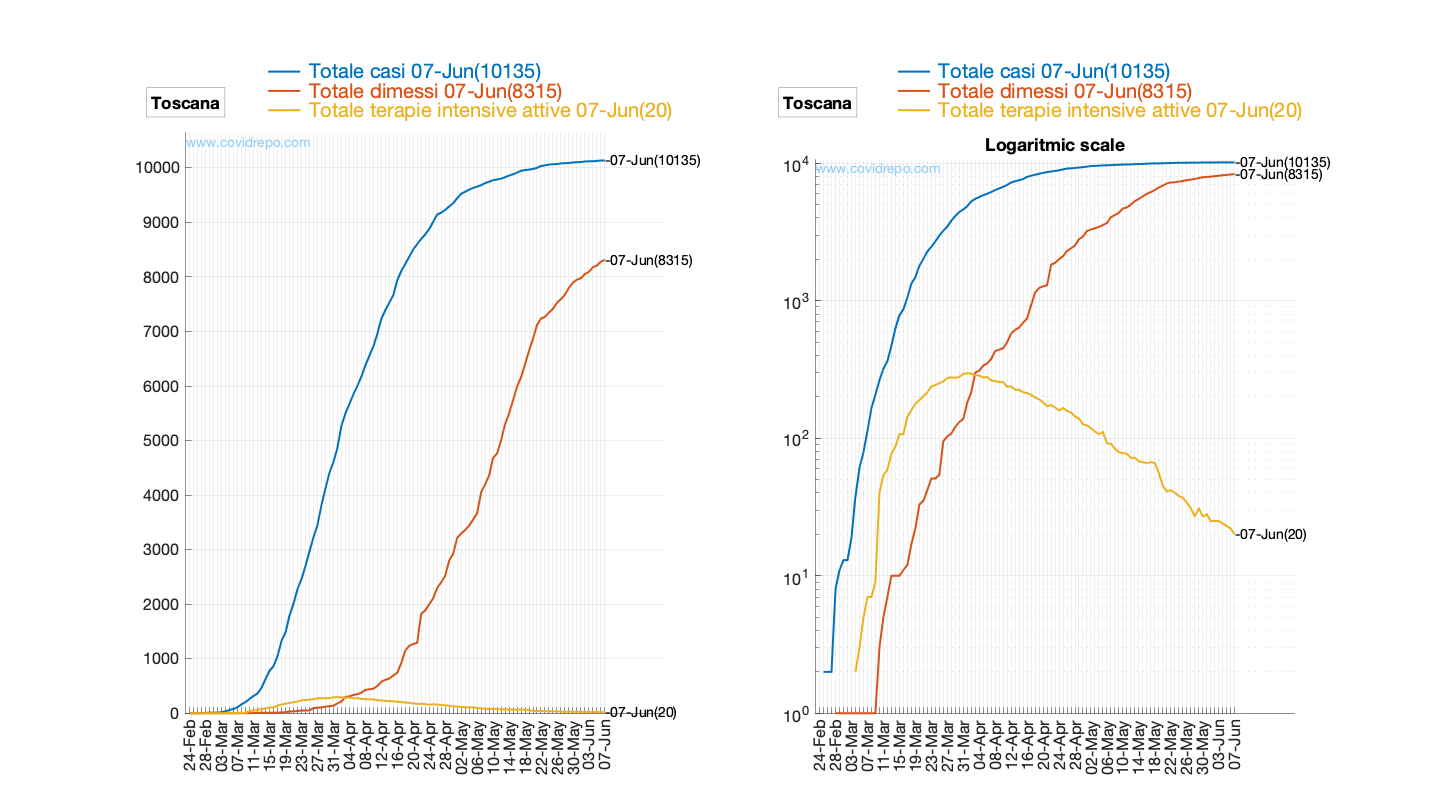 Totale casi 07-Jun(10135)
Totale dimessi 07-Jun(8315)
Totale terapie intensive attive 07-Jun(20)
Toscana
www.covidrepo.com
10000
9000
8000
7000
6000
5000
4000
3000
2000
1000
0
07-Jun(10135)
07-Jun(8315)
07-Jun(20)
24-Feb
28-Feb
03-Mar
07-Mar
11-Mar
15-Mar
19-Mar
23-Mar
27-Mar
31-Mar
04-Apr
08-Apr
12-Apr
16-Apr
20-Apr
24-Apr
28-Apr
02-May
06-May
10-May
14-May
18-May
22-May
26-May
30-May
03-Jun
07-Jun
Totale casi 07-Jun(10135)
Totale dimessi 07-Jun(8315)
Totale terapie intensive attive 07-Jun(20)
Toscana
Logaritmic scale
www.covidrepo.com
10^4
10^3
10^2
10^1
10^0
07-Jun(10135)
07-Jun(8315)
07-Jun(20)
24-Feb
28-Feb
03-Mar
07-Mar
11-Mar
15-Mar
19-Mar
23-Mar
27-Mar
31-Mar
04-Apr
08-Apr
12-Apr
16-Apr
20-Apr
24-Apr
28-Apr
02-May
06-May
10-May
14-May
18-May
22-May
26-May
30-May
03-Jun
07-Jun